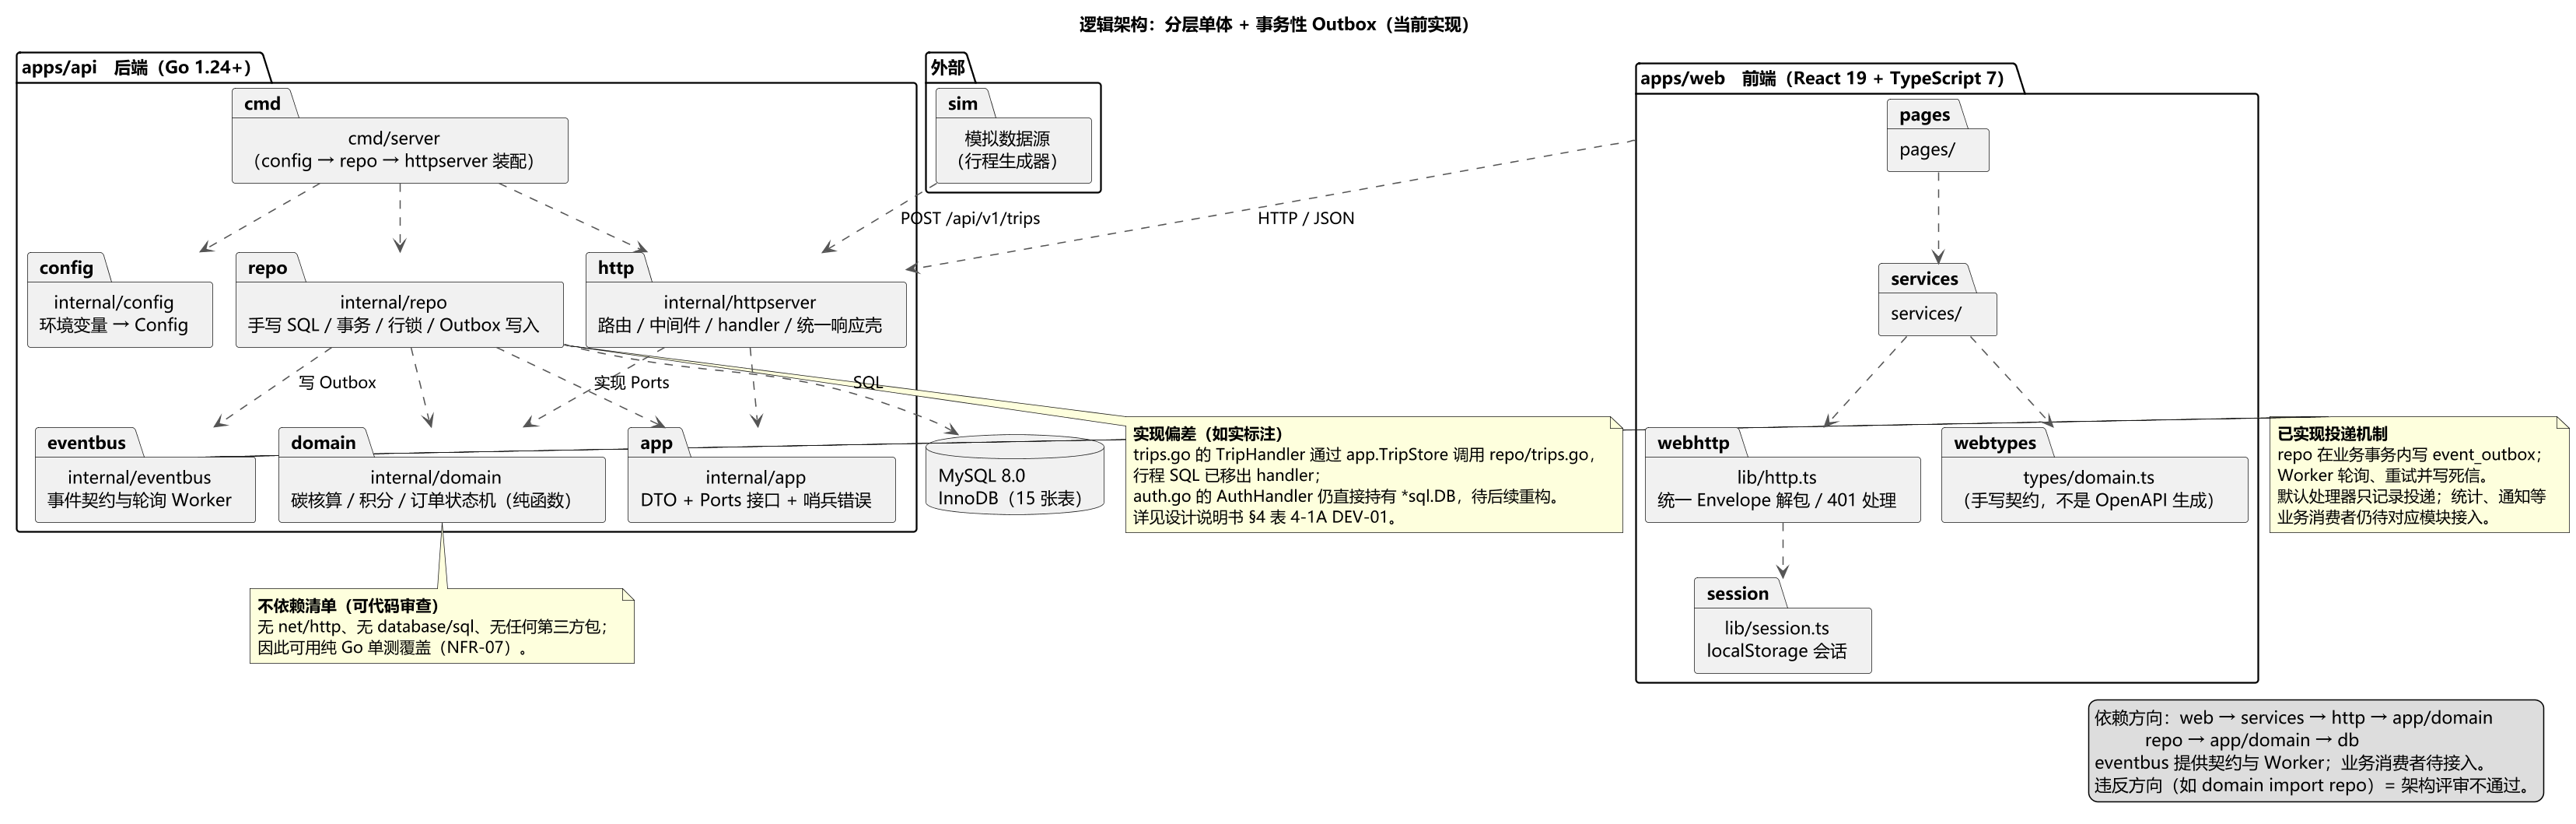 逻辑架构：分层单体 + 事务性 Outbox（当前实现）
apps/api 后端（Go 1.24+）
cmd
cmd/server
（config → repo → httpserver 装配）
外部
sim
模拟数据源
（行程生成器）
apps/web 前端（React 19 + TypeScript 7）
pages
pages/
POST /api/v1/trips
HTTP / JSON
config
internal/config
环境变量 → Config
repo
internal/repo
手写 SQL / 事务 / 行锁 / Outbox 写入
http
internal/httpserver
路由 / 中间件 / handler / 统一响应壳
services
services/
写 Outbox
实现 Ports
SQL
eventbus
internal/eventbus
事件契约与轮询 Worker
domain
internal/domain
碳核算 / 积分 / 订单状态机（纯函数）
app
internal/app
DTO + Ports 接口 + 哨兵错误
MySQL 8.0
InnoDB（15 张表）
实现偏差（如实标注）
trips.go 的 TripHandler 通过 app.TripStore 调用 repo/trips.go，
行程 SQL 已移出 handler；
auth.go 的 AuthHandler 仍直接持有 *sql.DB，待后续重构。
详见设计说明书 §4 表 4-1A DEV-01。
webhttp
lib/http.ts
统一 Envelope 解包 / 401 处理
webtypes
types/domain.ts
（手写契约，不是 OpenAPI 生成）
已实现投递机制
repo 在业务事务内写 event_outbox；
Worker 轮询、重试并写死信。
默认处理器只记录投递；统计、通知等
业务消费者仍待对应模块接入。
不依赖清单（可代码审查）
无 net/http、无 database/sql、无任何第三方包；
因此可用纯 Go 单测覆盖（NFR-07）。
session
lib/session.ts
localStorage 会话
依赖方向：web → services → http → app/domain
repo → app/domain → db
eventbus 提供契约与 Worker；业务消费者待接入。
违反方向（如 domain import repo）= 架构评审不通过。